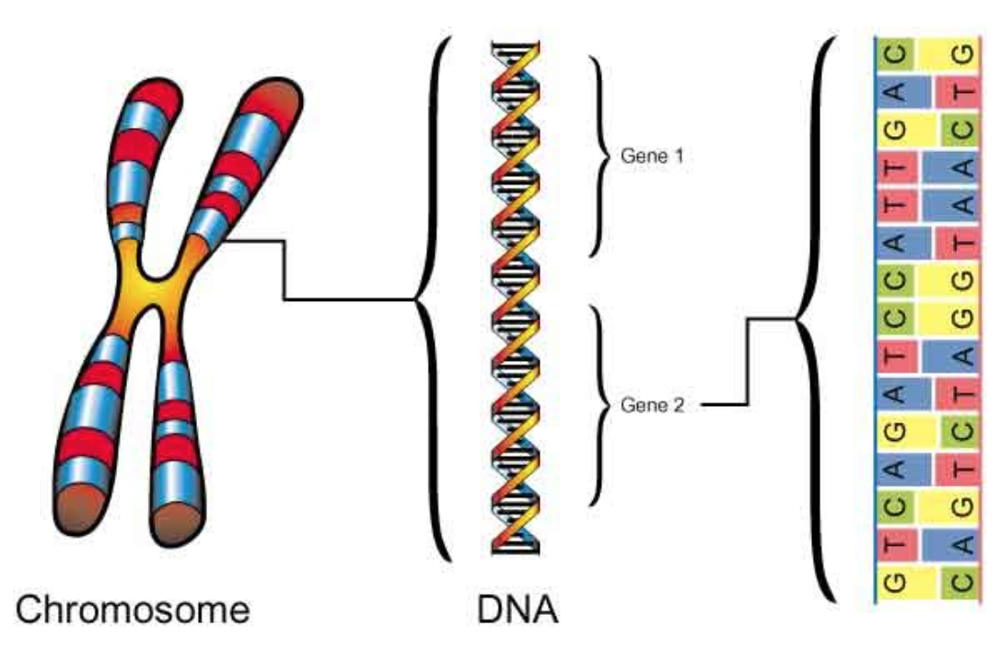 Chromosome
DNA
Gene 1
Gene 2
G T C A G A T C C A T T G A C
C A G T C T A G G T A A C T G